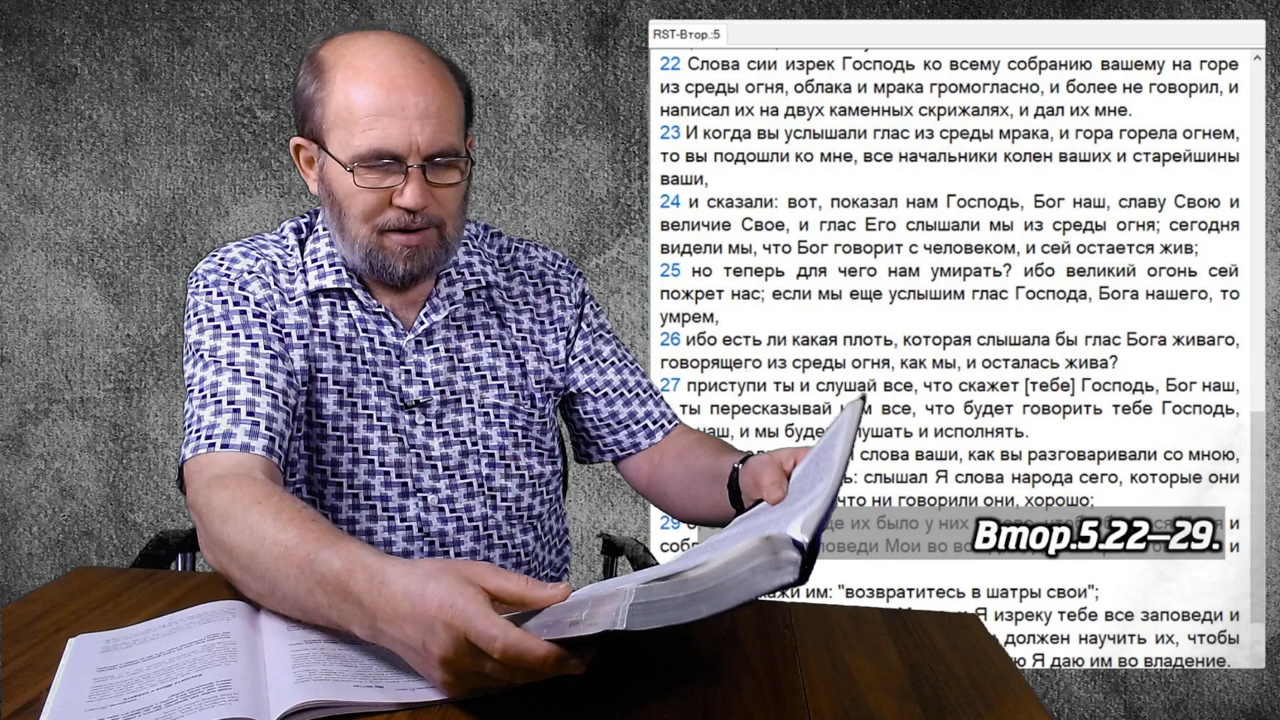 RST-Втор.:5
22 Слова сии изрек Господь ко всему собранию вашему на горе
из среды огня, облака и мрака громогласно, и более не говорил, и
написал их на двух каменных скрижалях, и дал их мне.
23 И когда вы услышали глас из среды мрака, и гора горела огнем,
то вы подошли ко мне, все начальники колен ваших и старейшины
ваши,
24 и сказали: вот, показал нам Господь, Бог наш, славу Свою и
величие Свое, и глас Его слышали мы из среды огня; сегодня
видели мы, что Бог говорит с человеком, и сей остается жив;
25 но теперь для чего нам умирать? ибо великий огонь сей
пожрет нас; если мы еще услышим глас Господа, Бога нашего, то
умрем,
26 ибо есть ли какая плоть, которая слышала бы глас Бога живаго,
говорящего из среды огня, как мы, и осталась жива?
27 приступи ты и слушай все, что скажет [тебе] Господь, Бог наш,
ты пересказывай все, что будет говорить тебе Господь,
наш, и мы будем слушать и исполнять.
слова ваши, как вы разговаривали со мною,
слышал Я слова народа сего, которые они
что ни говорили они, хорошо;
29 их было у них и
Мои во и
Втор.5.22–29.
им: "возвратитесь в шатры свои";
Я изреку тебе все заповеди и
должен научить их, чтобы
Я даю им во владение.